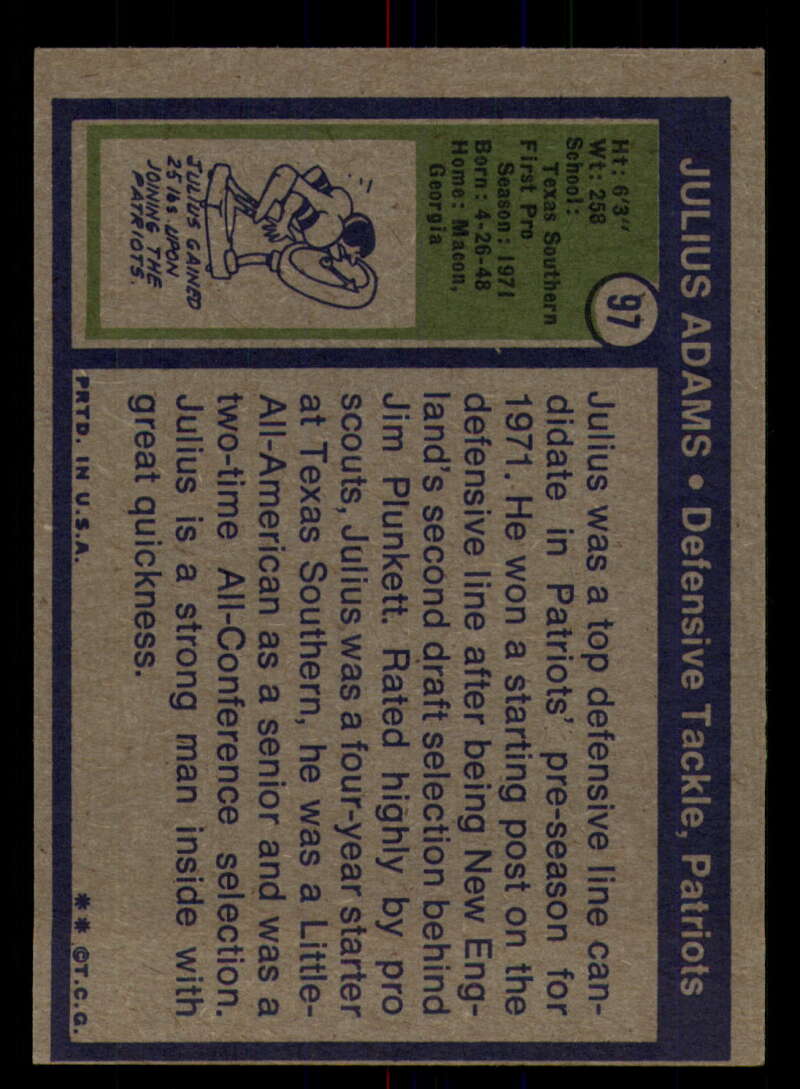 JULIUS ADAMS • Defensive Tackle, Patriots
97
Ht: 6'3"
Wt: 258
School:
Texas Southern
First Pro
Season: 1971
Born: 4-26-48
Home: Macon,
Georgia
JULIUS GAINED
25 lbs UPON
JOINING THE
PATRIOTS.
Julius was a top defensive line can-
didate in Patriots' pre-season for
1971. He won a starting post on the
defensive line after being New Eng-
land's second draft selection behind
Jim Plunkett. Rated highly by pro
scouts, Julius was a four-year starter
at Texas Southern, he was a Little-
All-American as a senior and was a
two-time All-Conference selection.
Julius is a strong man inside with
great quickness.
PRTD. IN U.S.A.
** ©T.C.G.